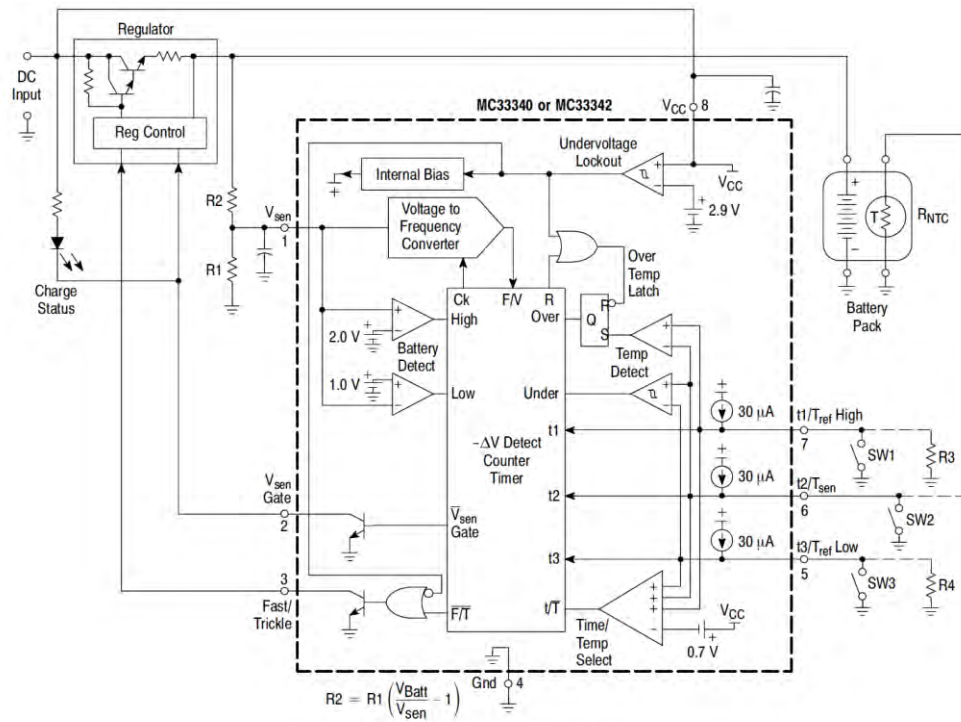 Regulator
DC
Input
Reg Control
MC33340 or MC33342
VCC
8
Undervoltage
Lockout
Internal Bias
VCC
2.9 V
R2
Vsen
1
Voltage to
Frequency
Converter
R1
Charge
Status
Over
Temp
Latch
RNTC
T
Battery
Pack
Ck
F/V
R
High
Over
Q
R
S
2.0 V
Battery
Detect
Temp
Detect
1.0 V
Low
Under
t1
30 µA
t1/Tref High
7
SW1
R3
–ΔV Detect
Counter
Timer
t2
30 µA
t2/Tsen
6
SW2
Vsen
Gate
2
Vsen
Gate
t3
30 µA
t3/Tref Low
5
SW3
R4
3
Fast/
Trickle
F/T
t/T
Time/
Temp
Select
VCC
0.7 V
Gnd
4
R2 = R1 (VBatt/Vsen – 1)